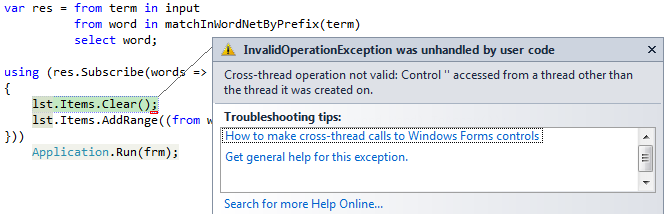 var res = from term in input
from word in matchInWordNetByPrefix(term)
select word;
using (res.Subscribe(words =>
{
lst.Items.Clear();
lst.Items.AddRange((from w
}))
Application.Run(frm);
InvalidOperationException was unhandled by user code
Cross-thread operation not valid: Control '' accessed from a thread other than
the thread it was created on.
Troubleshooting tips:
How to make cross-thread calls to Windows Forms controls
Get general help for this exception.
Search for more Help Online...